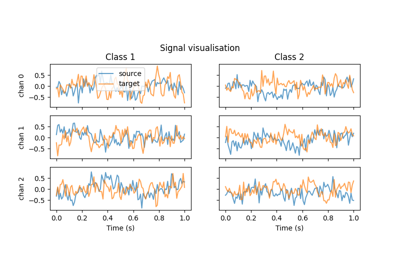 Signal visualisation
Class 1
Class 2
chan 0
0.5
0.0
−0.5
source
target
chan 1
0.5
0.0
−0.5
chan 2
0.5
0.0
−0.5
0.0 0.2 0.4 0.6 0.8 1.0
0.0 0.2 0.4 0.6 0.8 1.0
Time (s)
Time (s)